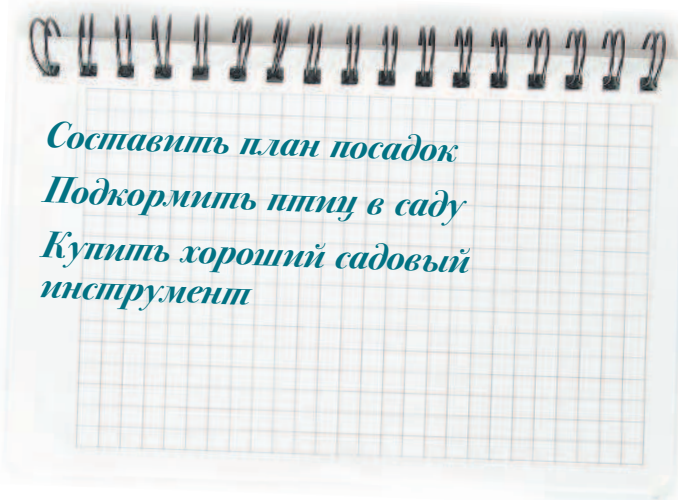 Составить план посадок
Подкормить птиц в саду
Купить хороший садовый
инструмент